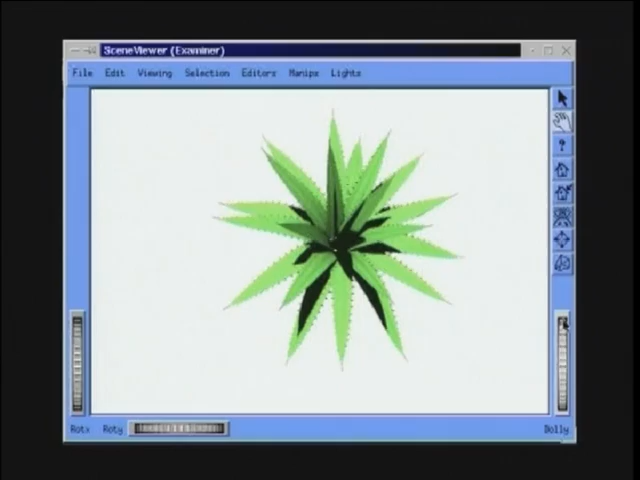 SceneViewer (Examiner)
File Edit Viewing Selection Editors Manips Lights
?
Rotx Roty Dolly